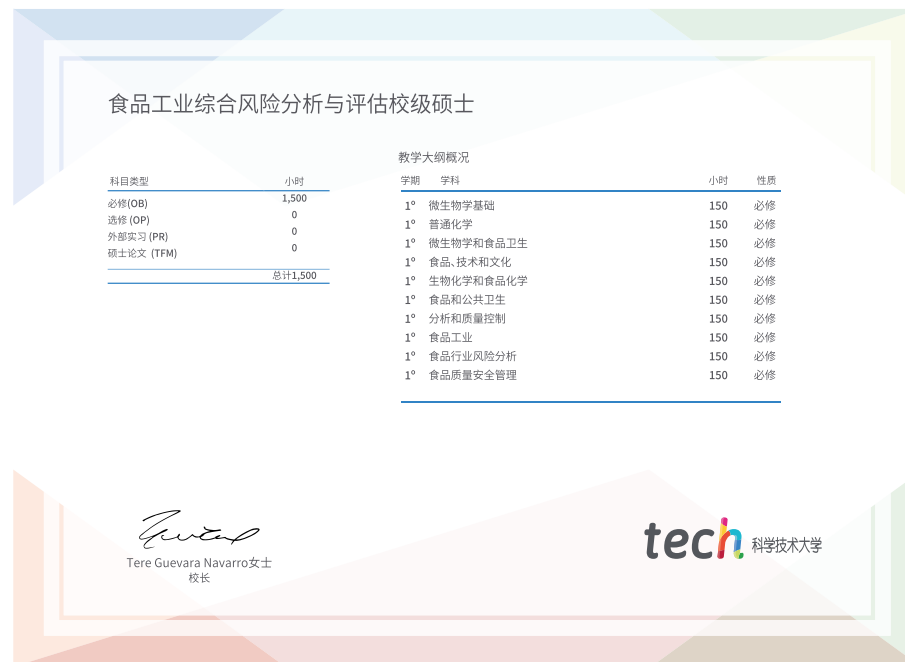 食品工业综合风险分析与评估校级硕士
科目类型 小时
必修(OB) 1,500
选修 (OP) 0
外部实习 (PR) 0
硕士论文 (TFM) 0
总计1,500
教学大纲概况
学期 学科 小时 性质
1º 微生物学基础 150 必修
1º 普通化学 150 必修
1º 微生物学和食品卫生 150 必修
1º 食品、技术和文化 150 必修
1º 生物化学和食品化学 150 必修
1º 食品和公共卫生 150 必修
1º 分析和质量控制 150 必修
1º 食品工业 150 必修
1º 食品行业风险分析 150 必修
1º 食品质量安全管理 150 必修
Tere Guevara Navarro女士
校长
tech 科学技术大学